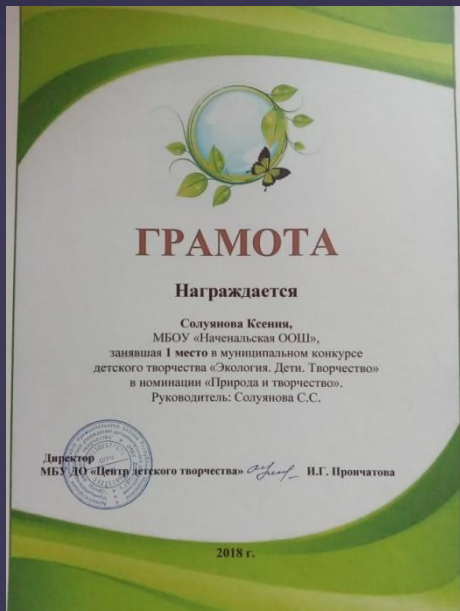 ГРАМОТА
Награждается
Солуянова Ксения,
МБОУ «Наченальская ООШ»,
занявшая 1 место в муниципальном конкурсе
детского творчества «Экология. Дети. Творчество»
в номинации «Природа и творчество».
Руководитель: Солуянова С.С.
Директор
МБУ ДО «Центр детского творчества» И.Г. Прончатова
2018 г.